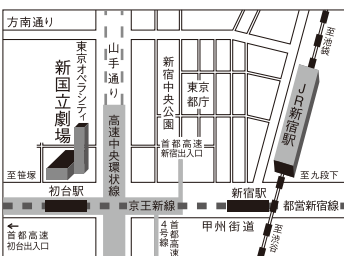 方南通り
山手通り
至池袋
東京オペラシティ
新国立劇場
新宿中央公園
東京
都庁
JR新宿駅
高速中央環状線
首都高速
新宿出入口
至笹塚
至九段下
初台駅
新宿駅
京王新線
都営新宿線
首都高速
初台出入口
首都高速
4号線
甲州街道
至渋谷